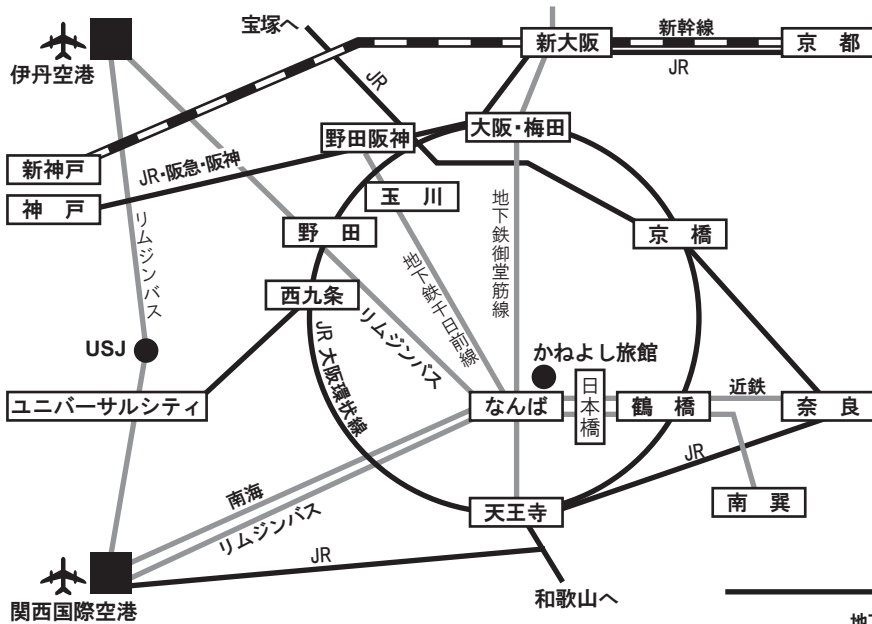 宝塚へ
新大阪
新幹線
京都
JR
伊丹空港
JR
大阪・梅田
野田阪神
新神戸
JR・阪急・阪神
玉川
神戸
リムジンバス
野田
地下鉄御堂筋線
京橋
地下鉄千日前線
西九条
JR 大阪環状線
リムジンバス
USJ
かねよし旅館
ユニバーサルシティ
なんば
日本橋
鶴橋
近鉄
奈良
JR
南海
リムジンバス
天王寺
南巽
JR
関西国際空港
和歌山へ
地下